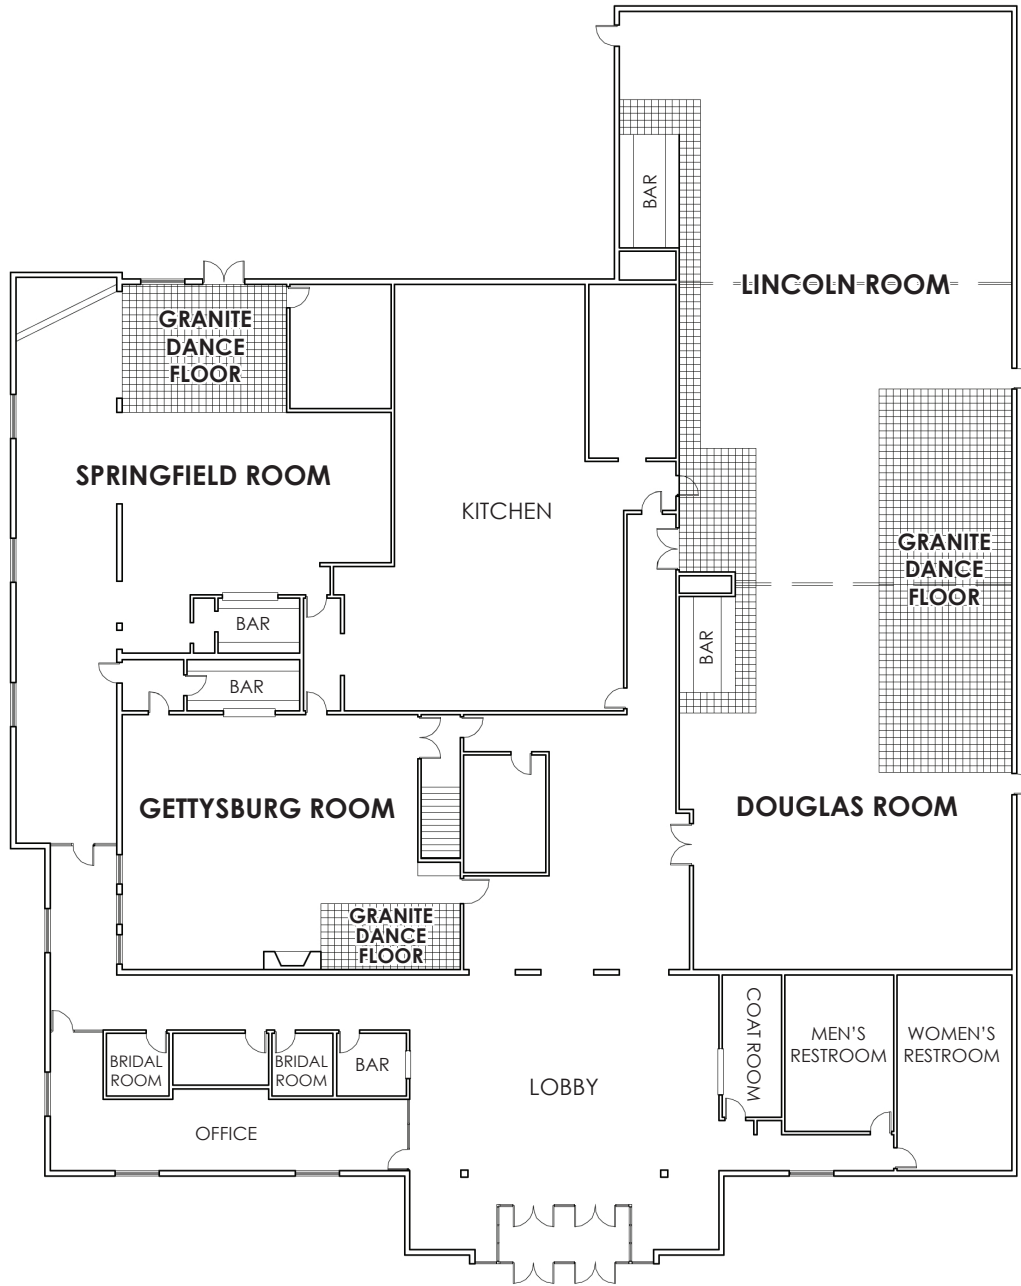 BAR
LINCOLN ROOM
GRANITE
DANCE
FLOOR
SPRINGFIELD ROOM
KITCHEN
GRANITE
DANCE
FLOOR
BAR
BAR
BAR
GETTYSBURG ROOM
DOUGLAS ROOM
GRANITE
DANCE
FLOOR
BRIDAL
ROOM
BRIDAL
ROOM
BAR
LOBBY
COAT ROOM
MEN'S
RESTROOM
WOMEN'S
RESTROOM
OFFICE